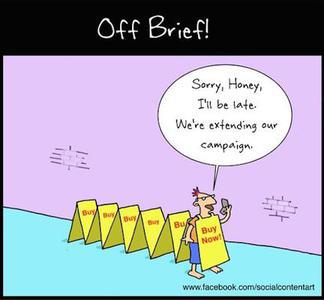 Off Brief!
Sorry, Honey,
I'll be late.
We're extending our
campaign.
Buy
Buy
Buy
Buy
Bu
Buy
Now!
www.facebook.com/socialcontentart